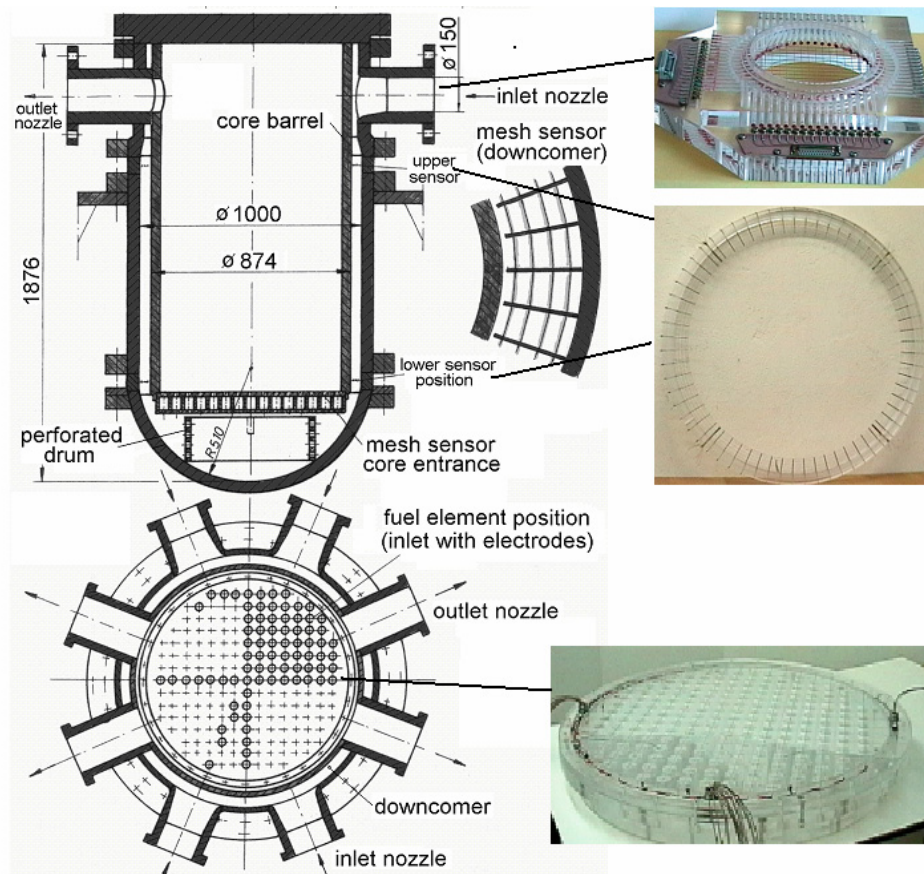 ø 150
outlet
nozzle
inlet nozzle
core barrel
mesh sensor
(downcomer)
upper
sensor
ø 1000
ø 874
1876
lower sensor
position
perforated
drum
R 510
mesh sensor
core entrance
fuel element position
(inlet with electrodes)
outlet nozzle
downcomer
inlet nozzle